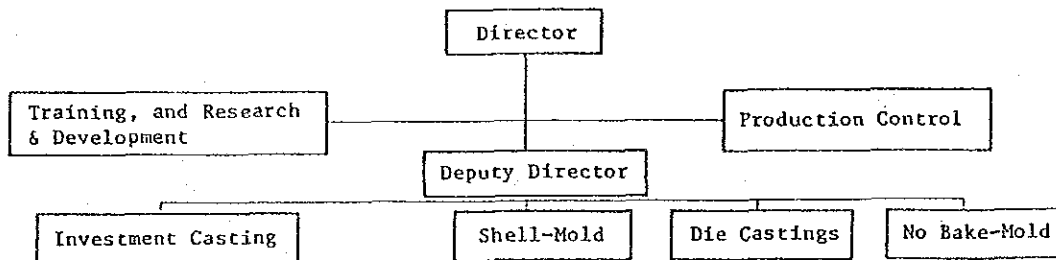 Director
Training, and Research
& Development
Production Control
Deputy Director
Investment Casting
Shell-Mold
Die Castings
No Bake-Mold